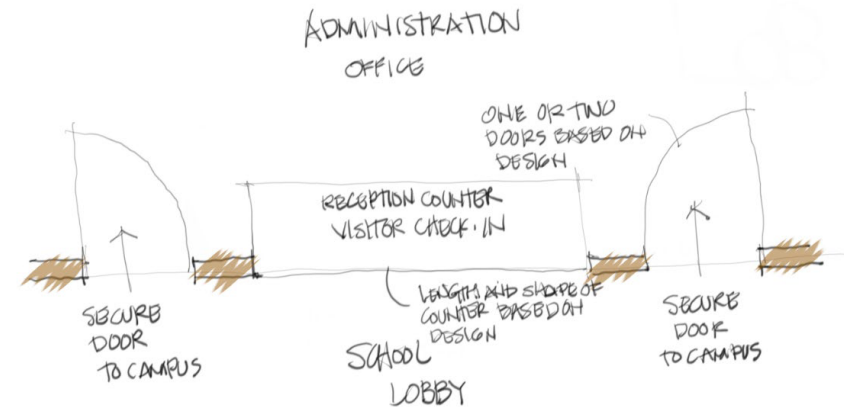 ADMINISTRATION
OFFICE
ONE OR TWO
DOORS BASED ON
DESIGN
RECEPTION COUNTER
VISITOR CHECK-IN
LENGTH AND SHAPE OF
COUNTER BASED ON
DESIGN
SECURE
DOOR
TO CAMPUS
SCHOOL
LOBBY
SECURE
DOOR
TO CAMPUS